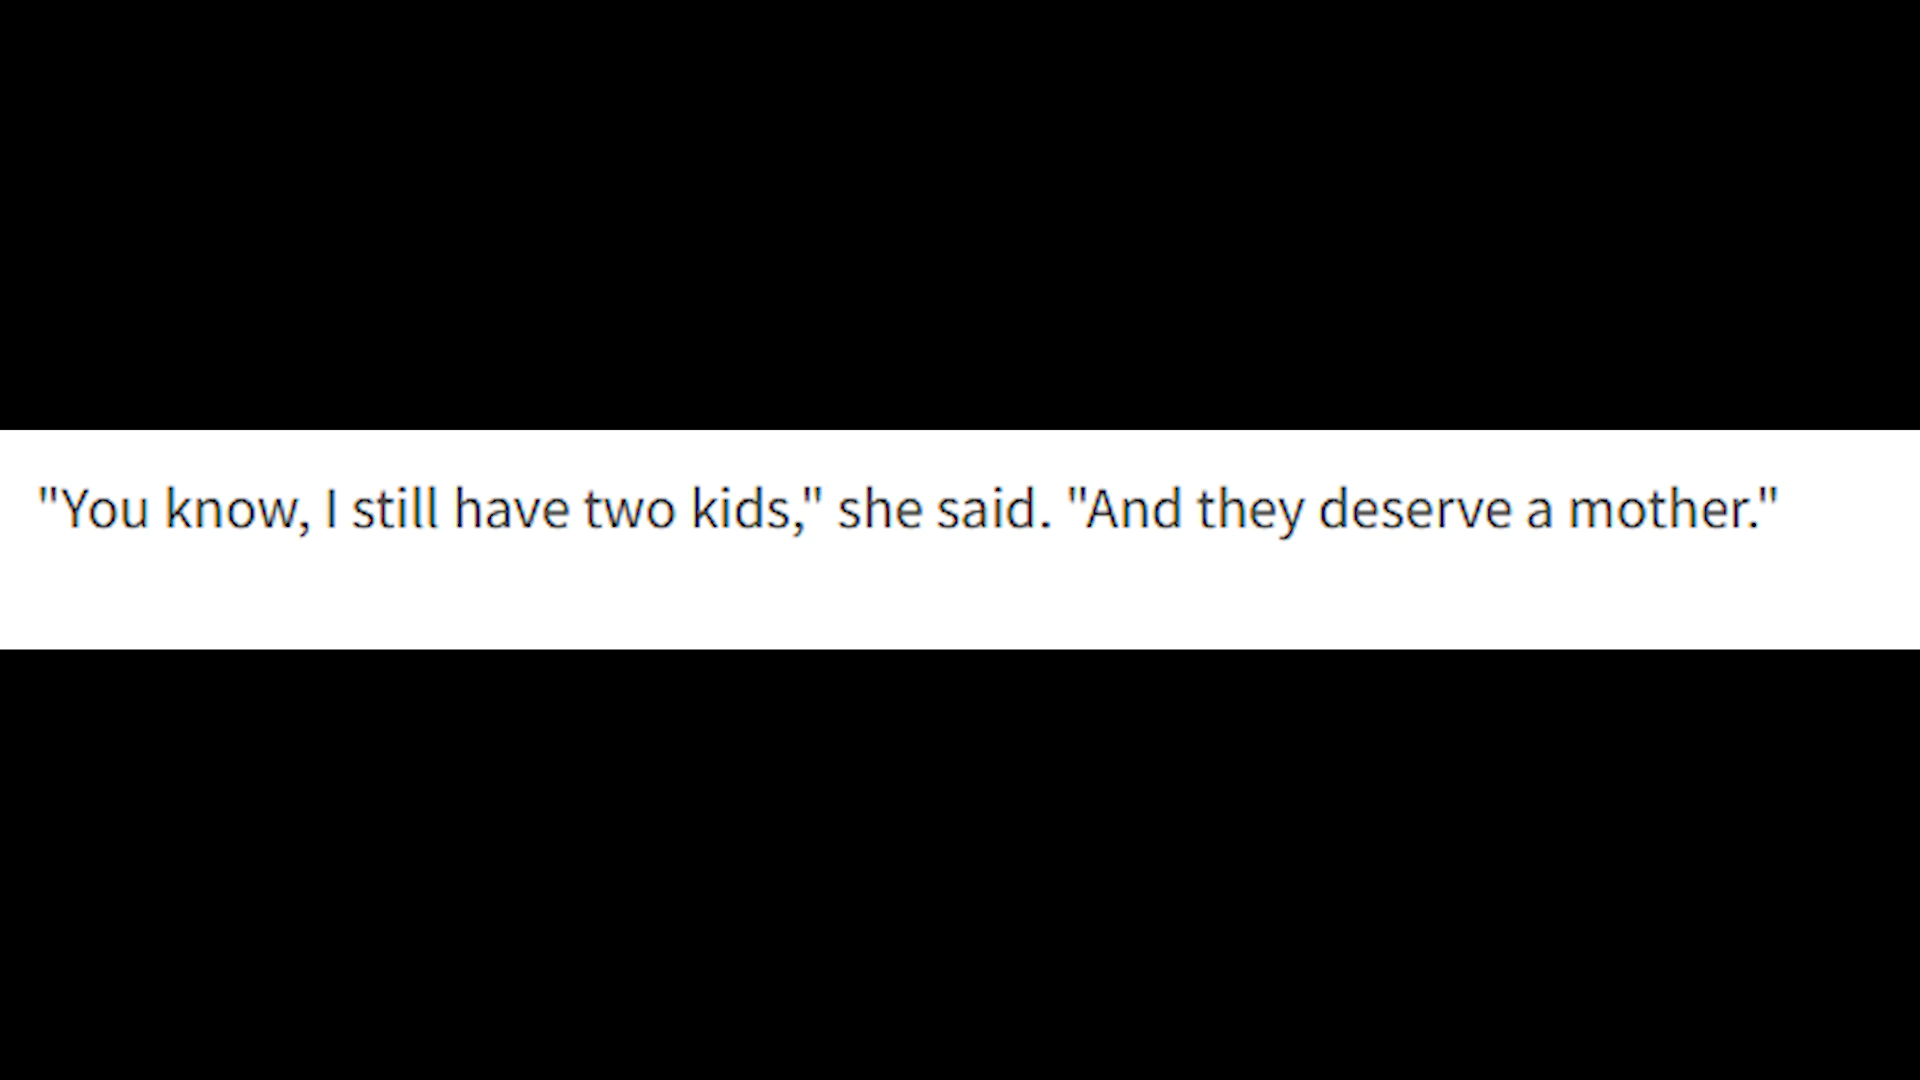 "You know, I still have two kids," she said. "And they deserve a mother."